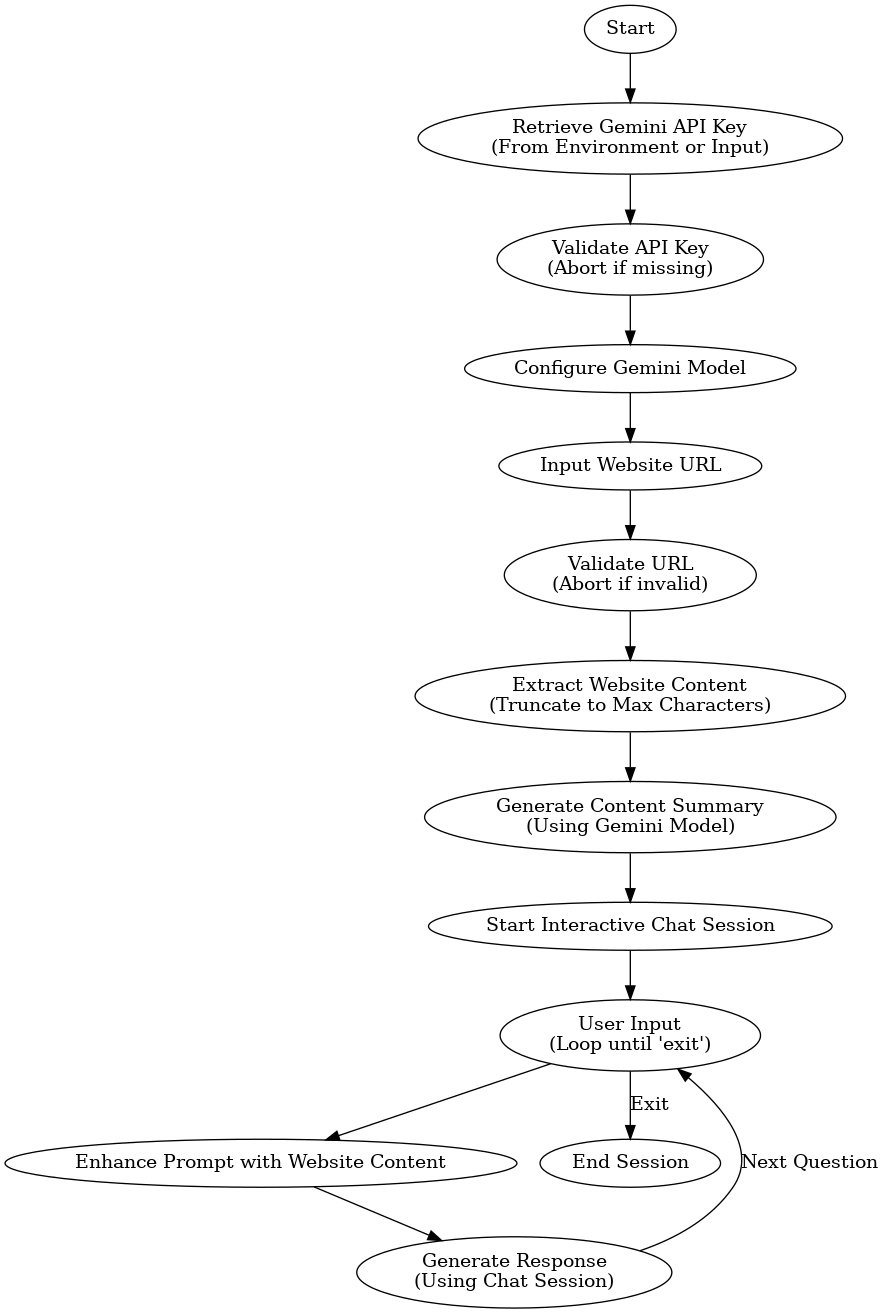 Start
Retrieve Gemini API Key
(From Environment or Input)
Validate API Key
(Abort if missing)
Configure Gemini Model
Input Website URL
Validate URL
(Abort if invalid)
Extract Website Content
(Truncate to Max Characters)
Generate Content Summary
(Using Gemini Model)
Start Interactive Chat Session
User Input
(Loop until 'exit')
Exit
Enhance Prompt with Website Content
End Session
Next Question
Generate Response
(Using Chat Session)